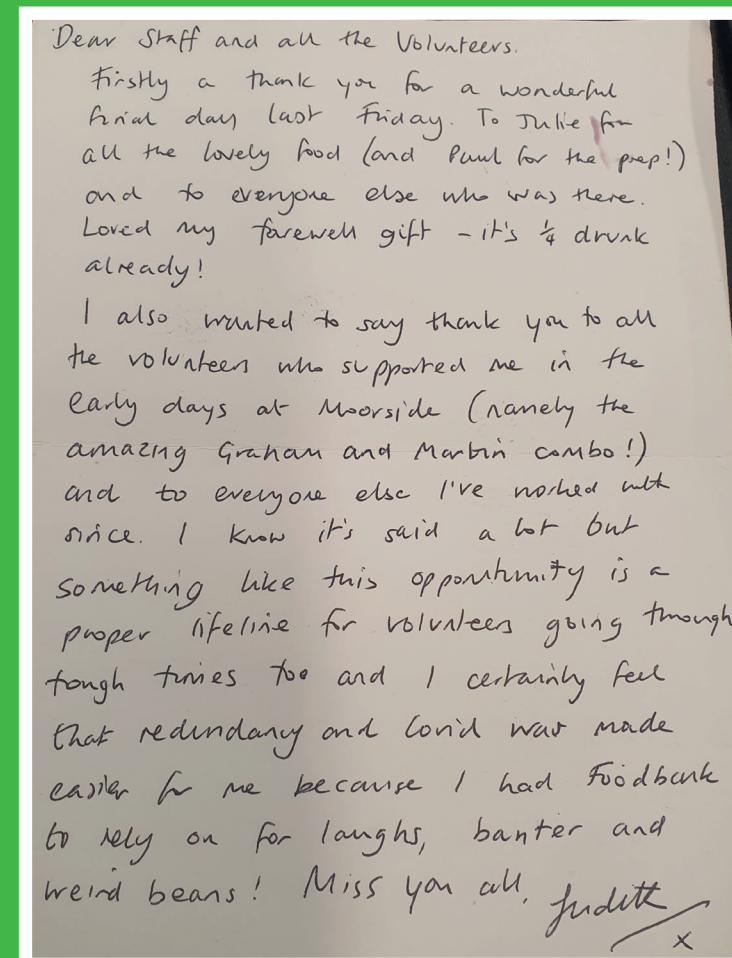 Dear Staff and all the Volunteers.
Firstly a thank you for a wonderful
final day last Friday. To Julie for
all the lovely food (and Paul for the prep!)
and to everyone else who was there.
Loved my farewell gift - it's ¼ drunk
already!
I also wanted to say thank you to all
the volunteers who supported me in the
early days at Moorside (namely the
amazing Graham and Martin combo!)
and to everyone else I've worked with
since. I know it's said a lot but
something like this opportunity is a
proper lifeline for volunteers going through
tough times too and I certainly feel
that redundancy and Covid was made
easier for me because I had Foodbank
to rely on for laughs, banter and
weird beans! Miss you all, Judith
x